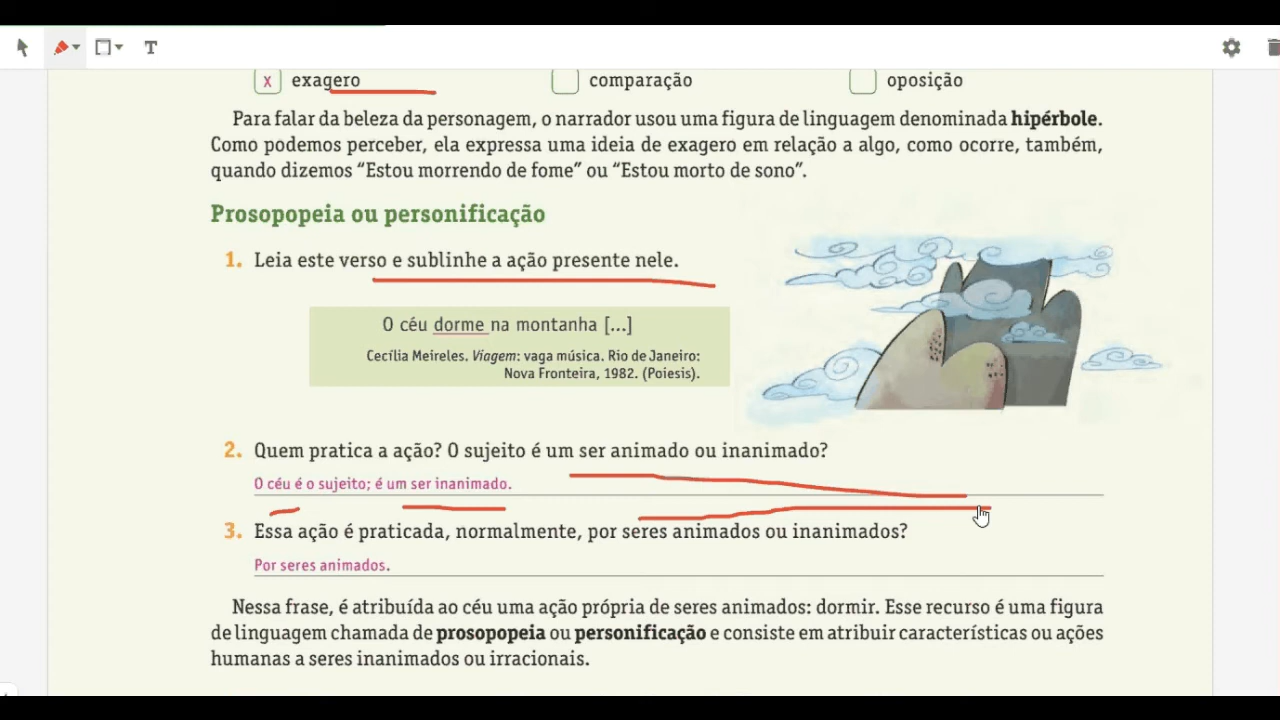 T
x exagero comparação oposição
Para falar da beleza da personagem, o narrador usou uma figura de linguagem denominada hipérbole.
Como podemos perceber, ela expressa uma ideia de exagero em relação a algo, como ocorre, também,
quando dizemos “Estou morrendo de fome” ou “Estou morto de sono”.
Prosopopeia ou personificação
1. Leia este verso e sublinhe a ação presente nele.
O céu dorme na montanha [...]
Cecília Meireles. Viagem: vaga música. Rio de Janeiro:
Nova Fronteira, 1982. (Poiesis).
2. Quem pratica a ação? O sujeito é um ser animado ou inanimado?
O céu é o sujeito; é um ser inanimado.
3. Essa ação é praticada, normalmente, por seres animados ou inanimados?
Por seres animados.
Nessa frase, é atribuída ao céu uma ação própria de seres animados: dormir. Esse recurso é uma figura
de linguagem chamada de prosopopeia ou personificação e consiste em atribuir características ou ações
humanas a seres inanimados ou irracionais.